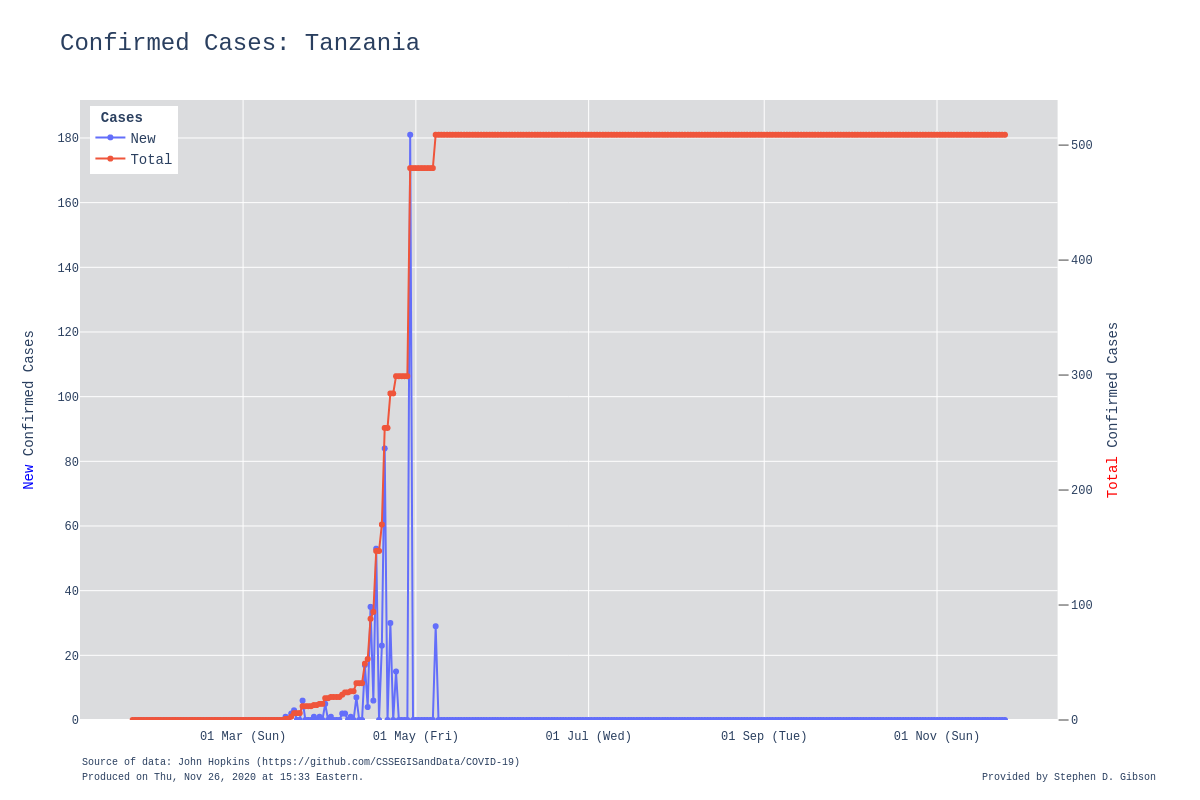 Confirmed Cases: Tanzania
Cases
New
Total
180
160
140
120
100
80
60
40
20
0
500
400
300
200
100
0
New Confirmed Cases
Total Confirmed Cases
01 Mar (Sun)
01 May (Fri)
01 Jul (Wed)
01 Sep (Tue)
01 Nov (Sun)
Source of data: John Hopkins (https://github.com/CSSEGISandData/COVID-19)
Produced on Thu, Nov 26, 2020 at 15:33 Eastern.
Provided by Stephen D. Gibson